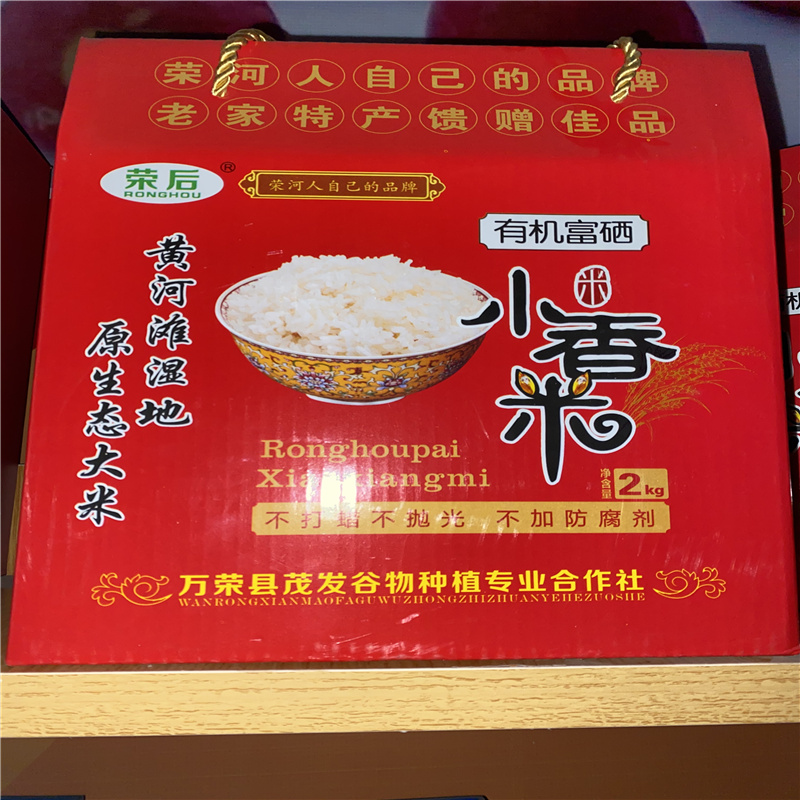 荣河人自己的品牌
老家特产馈赠佳品
荣后
RONGHOU
®
荣河人自己的品牌
有机富硒
黄河滩湿地
原生态大米
米
小香米
Ronghoupai
净含量 2kg
不打蜡不抛光 不加防腐剂
万荣县茂发谷物种植专业合作社
WANRONGXIANMAOFAGUWUZHONGZHIZHUANYEHEZUOSHE